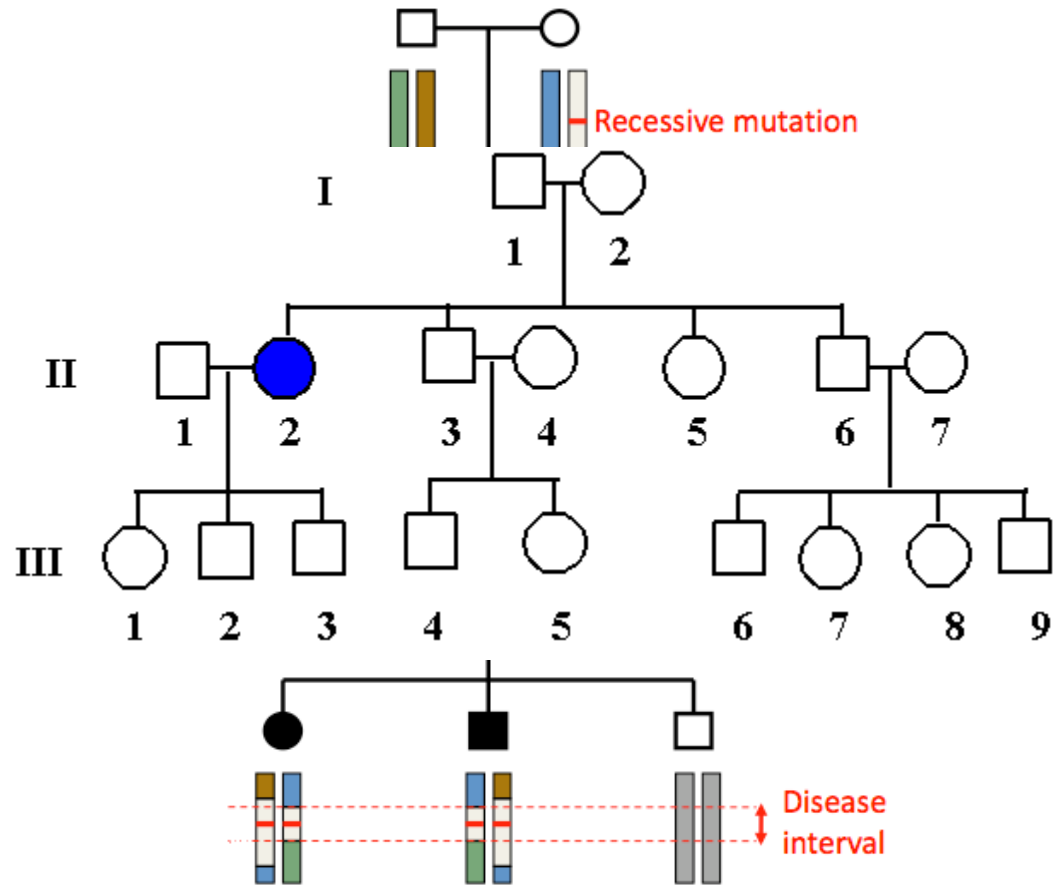 Recessive mutation
I
1 2
II
1 2 3 4 5 6 7
III
1 2 3 4 5 6 7 8 9
Disease
interval